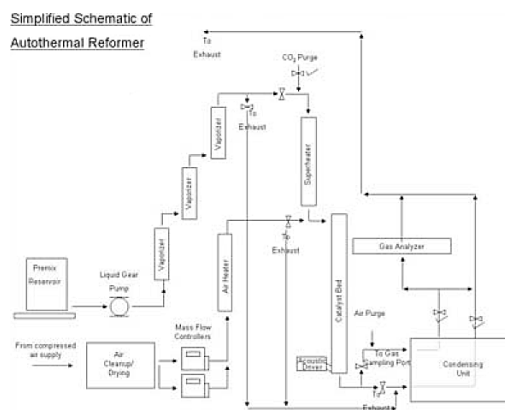 Simplified Schematic of
Autothermal Reformer
To
Exhaust
CO2 Purge
To
Exhaust
Vaporizer
Vaporizer
Vaporizer
Superheater
Premix
Reservoir
Liquid Gear
Pump
Air Heater
To
Exhaust
Catalyst Bed
Gas Analyzer
Mass Flow
Controllers
Air Purge
From compressed
air supply
Air
Cleanup/
Drying
Acoustic
Driver
To Gas
Sampling Port
Condensing
Unit
To
Exhaust